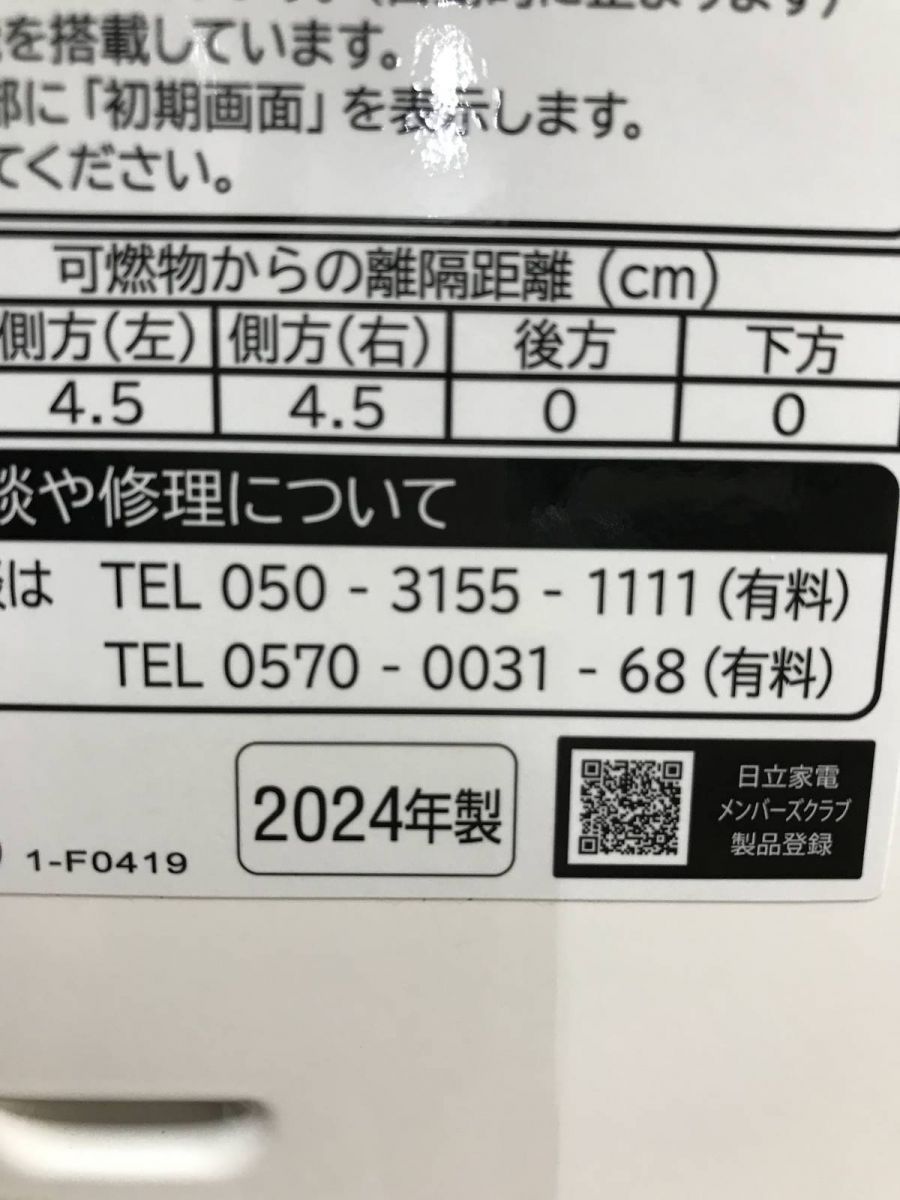 を搭載しています。
部に「初期画面」を表示します。
てください。
可燃物からの離隔距離(cm)
側方(左) 側方(右) 後方 下方
4.5 4.5 0 0
談や修理について
は TEL 050 - 3155 - 1111 (有料)
TEL 0570 - 0031 - 68 (有料)
1-F0419
2024年製
日立家電
メンバーズクラブ
製品登録